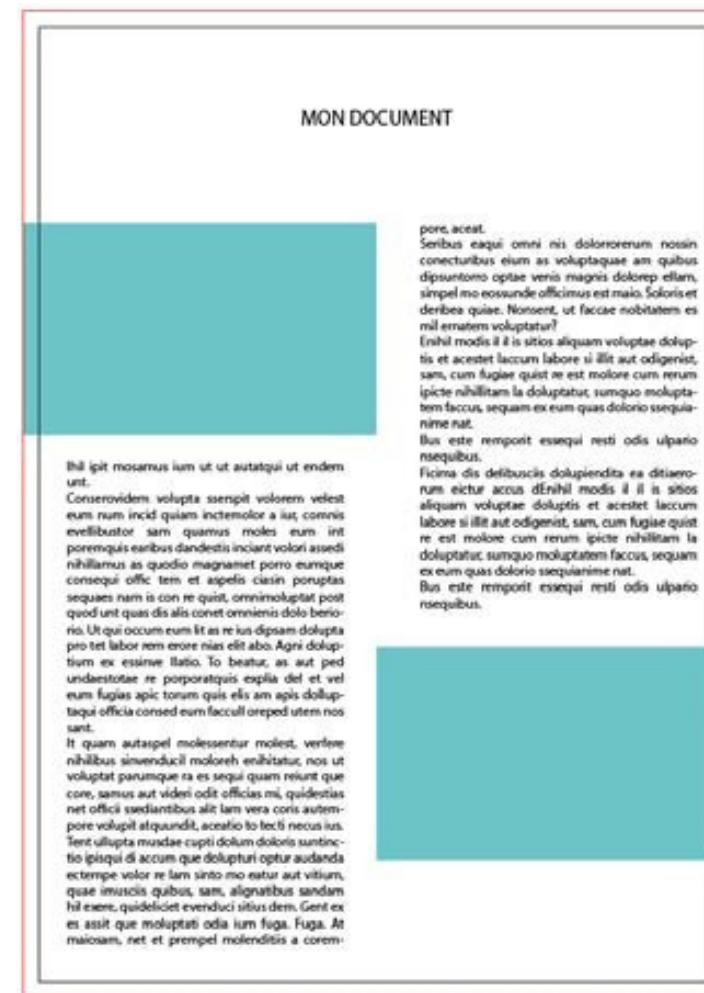 MON DOCUMENT
Ihil ipit mosamus ium ut ut autatqui ut endem
unt.
Conserovidem volupta sserspit volorem velest
eum num incid quiam inctemolor a iur, comnis
evellibustor sam quamus moles eum int
poremquis earibus dandestis inciant volori assedi
nihillamus as quodio magnamet porro eumque
consequi offic tem et aspelis ciasin poruptas
sequaes nam is con re quist, omnimoluptat post
quod unt quas dis alis conet omnienis dolo berio-
rio. Ut qui occum eum lit as re ius dipsam dolupta
pro tet labor rem erore nias elit abo. Agni dolup-
tium ex essinve llatio. To beatur, as aut ped
undaestotae re porporatquis explia del et vel
eum fugias apic torum quis elis am apis dollup-
taqui officia consed eum faccull oreped utem nos
sant.
It quam autaspel molessentur molest, verfere
nihilibus sinvenducil moloreh enihitatur, nos ut
voluptat parumque ra es sequi quam reiunt que
core, samus aut videri odit officias mi, quidestias
net officii ssediantibus alit lam vera coris autem-
pore volupit atquundit, aceatio to tecti necus ius.
Tent ullupta musdae cupti dolum doloris suntinc-
tio ipisqui di accum que dolupturi optur audanda
ectempe volor re lam sinto mo eatur aut vitium,
quae imusciis quibus, sam, alignatibus sandam
hil exere, quideliciet evenduci sitius dem. Gent ex
es assit que moluptati odia ium fuga. Fuga. At
maiosam, net et prempel molenditiis a corem-
pore, aceat.
Seribus eaqui omni nis dolorrorerum nossin
conecturibus eium as voluptaquae am quibus
dipsuntorro optae venis magnis dolorep ellam,
simpel mo eossunde officimus est maio. Soloris et
deribea quiae. Nonsent, ut faccae nobitatem es
mil ernatem voluptatur?
Enihil modis il il is sitios aliquam voluptae dolup-
tis et acestet laccum labore si illit aut odigenist,
sam, cum fugiae quist re est molore cum rerum
ipicte nihillitam la doluptatur, sumquo molupta-
tem faccus, sequam ex eum quas dolorio ssequia-
nime nat.
Bus este remporit essequi resti odis ulpario
nsequibus.
Ficima dis delibusciis dolupiendita ea ditiaero-
rum eictur accus dEnihil modis il il is sitios
aliquam voluptae doluptis et acestet laccum
labore si illit aut odigenist, sam, cum fugiae quist
re est molore cum rerum ipicte nihillitam la
doluptatur, sumquo moluptatem faccus, sequam
ex eum quas dolorio ssequianime nat.
Bus este remporit essequi resti odis ulpario
nsequibus.